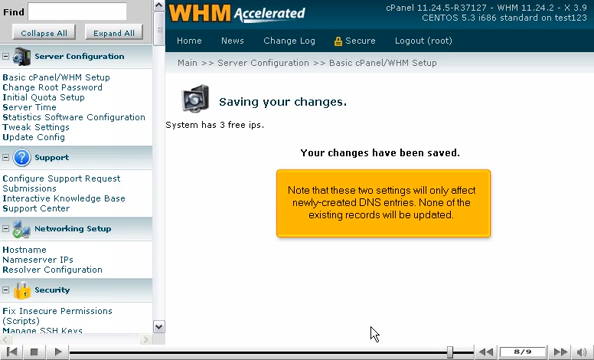 Find
Collapse All Expand All
Server Configuration
Basic cPanel/WHM Setup
Change Root Password
Initial Quota Setup
Server Time
Statistics Software Configuration
Tweak Settings
Update Config
Support
Configure Support Request
Submissions
Interactive Knowledge Base
Support Center
Networking Setup
Hostname
Nameserver IPs
Resolver Configuration
Security
Fix Insecure Permissions
(Scripts)
Manage SSH Keys
WHM Accelerated
cPanel 11.24.5-R37127 - WHM 11.24.2 - X 3.9
CENTOS 5.3 i686 standard on test123
Home News Change Log Secure Logout (root)
Main >> Server Configuration >> Basic cPanel/WHM Setup
Saving your changes.
System has 3 free ips.
Your changes have been saved.
Note that these two settings will only affect
newly-created DNS entries. None of the
existing records will be updated.
8/9